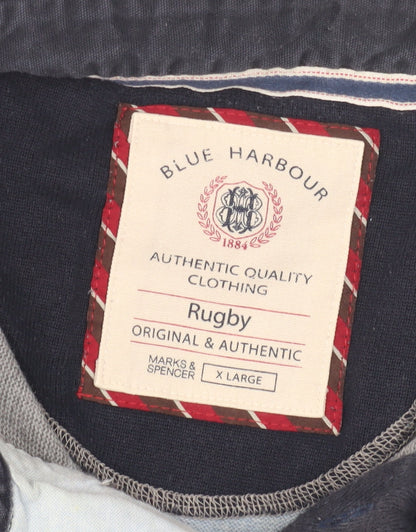 BLUE HARBOUR
H
1884
AUTHENTIC QUALITY
CLOTHING
Rugby
ORIGINAL & AUTHENTIC
MARKS &
SPENCER
X LARGE